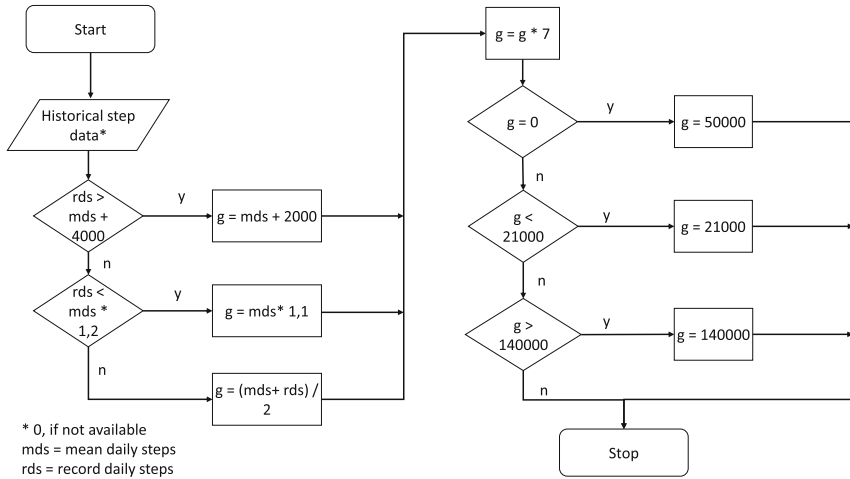 Start
Historical step
data*
rds >
mds +
4000
y
g = mds + 2000
n
rds <
mds *
1,2
y
g = mds* 1,1
n
g = (mds+ rds) /
2
* 0, if not available
mds = mean daily steps
rds = record daily steps
g = g * 7
g = 0
y
g = 50000
n
g <
21000
y
g = 21000
n
g >
140000
y
g = 140000
n
Stop